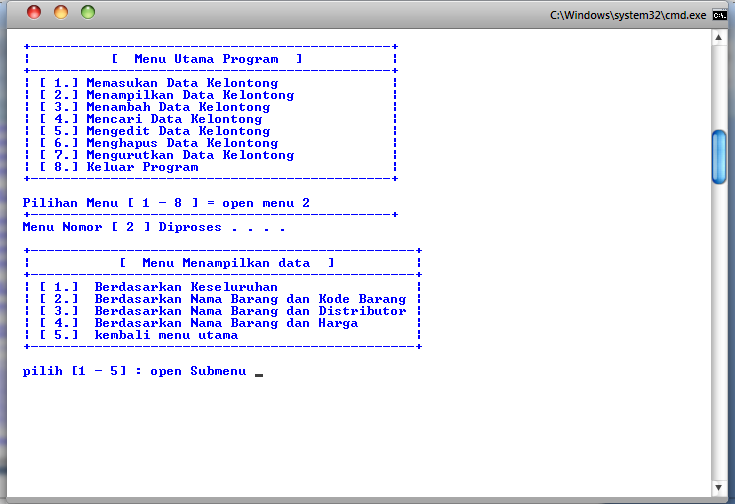 C:\Windows\system32\cmd.exe
[  Menu Utama Program  ]
[ 1.] Memasukan Data Kelontong
[ 2.] Menampilkan Data Kelontong
[ 3.] Menambah Data Kelontong
[ 4.] Mencari Data Kelontong
[ 5.] Mengedit Data Kelontong
[ 6.] Menghapus Data Kelontong
[ 7.] Mengurutkan Data Kelontong
[ 8.] Keluar Program
Pilihan Menu [ 1 - 8 ] = open menu 2
Menu Nomor [ 2 ] Diproses . . . .
[  Menu Menampilkan data  ]
[ 1.]  Berdasarkan Keseluruhan
[ 2.]  Berdasarkan Nama Barang dan Kode Barang
[ 3.]  Berdasarkan Nama Barang dan Distributor
[ 4.]  Berdasarkan Nama Barang dan Harga
[ 5.]  kembali menu utama
pilih [1 - 5] : open Submenu _